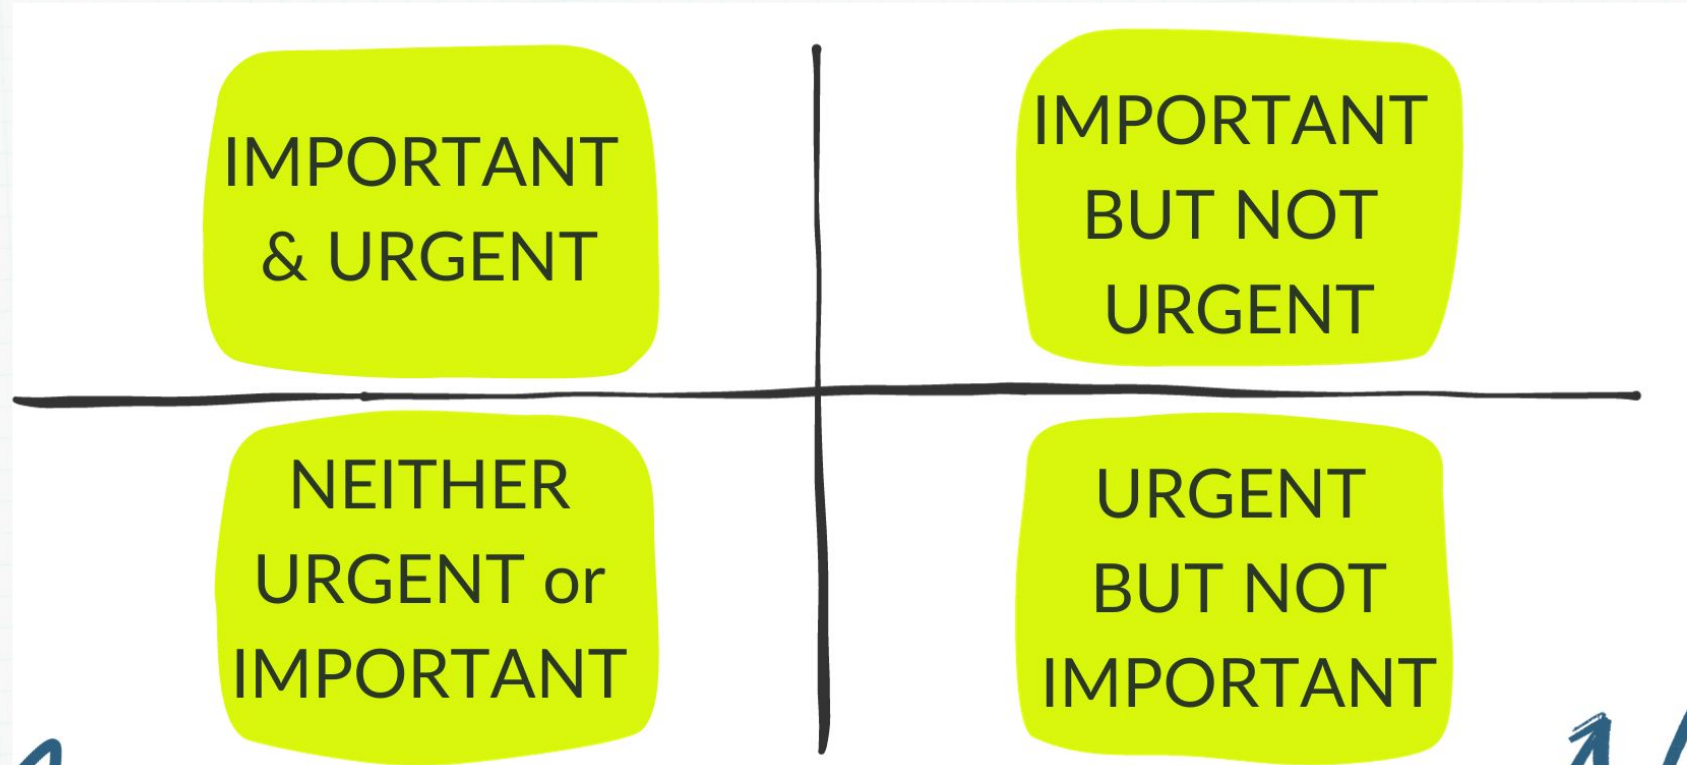 IMPORTANT
& URGENT
IMPORTANT
BUT NOT
URGENT
NEITHER
URGENT or
IMPORTANT
URGENT
BUT NOT
IMPORTANT